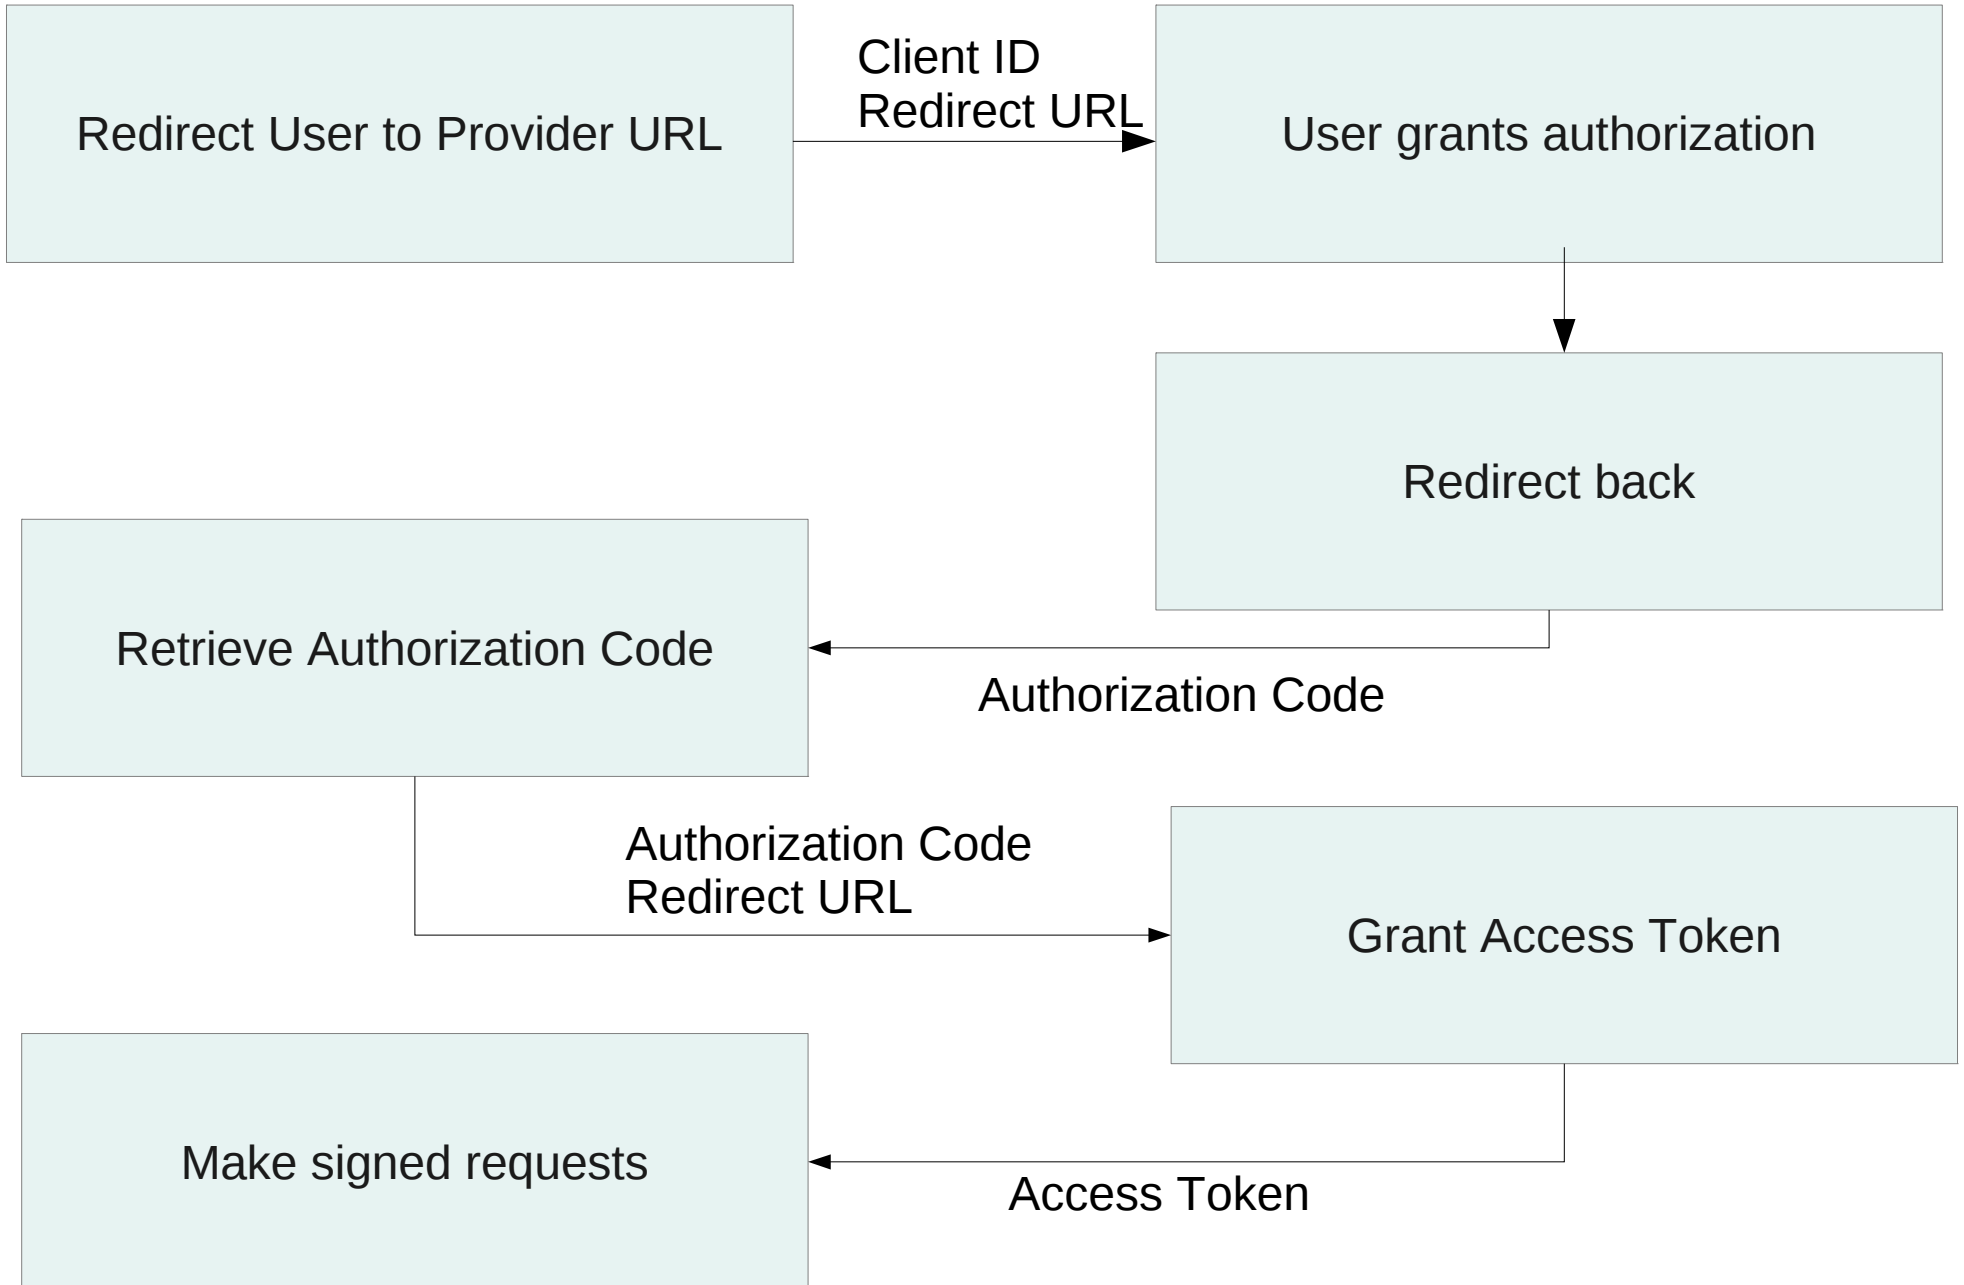 Redirect User to Provider URL
Client ID
Redirect URL
User grants authorization
Redirect back
Retrieve Authorization Code
Authorization Code
Authorization Code
Redirect URL
Grant Access Token
Make signed requests
Access Token